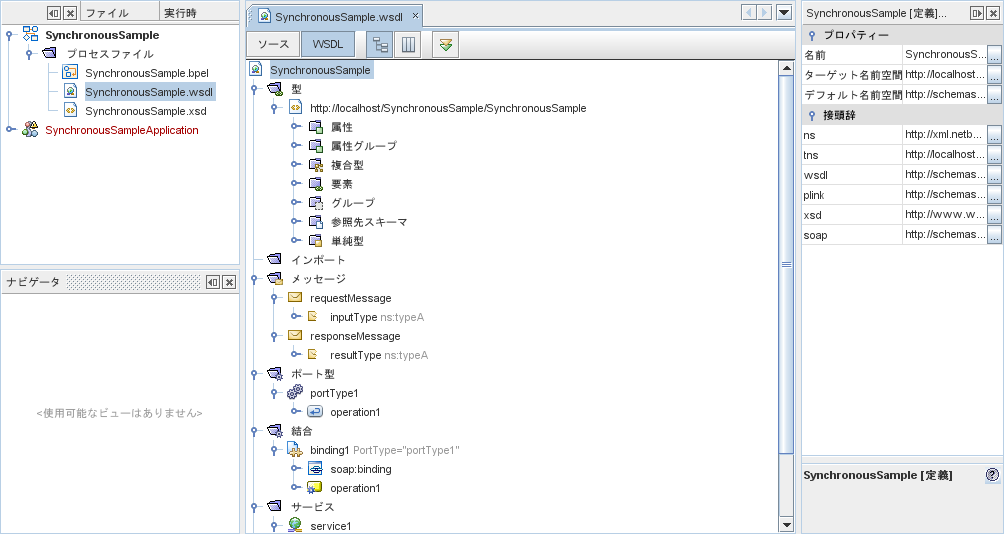 ファイル
実行時
SynchronousSample
プロセスファイル
SynchronousSample.bpel
SynchronousSample.wsdl
SynchronousSample.xsd
SynchronousSampleApplication
ナビゲータ
<使用可能なビューはありません>
SynchronousSample.wsdl
ソース
WSDL
SynchronousSample
型
http://localhost/SynchronousSample/SynchronousSample
属性
属性グループ
複合型
要素
グループ
参照先スキーマ
単純型
インポート
メッセージ
requestMessage
inputType ns:typeA
responseMessage
resultType ns:typeA
ポート型
portType1
operation1
結合
binding1 PortType="portType1"
soap:binding
operation1
サービス
service1
SynchronousSample [定義]...
プロパティー
名前 SynchronousS... ...
ターゲット名前空間 http://localhost... ...
デフォルト名前空間 http://schemas... ...
接頭辞
ns http://xml.netb... ...
tns http://localhost... ...
wsdl http://schemas... ...
plink http://schemas... ...
xsd http://www.w... ...
soap http://schemas... ...
SynchronousSample [定義]
?